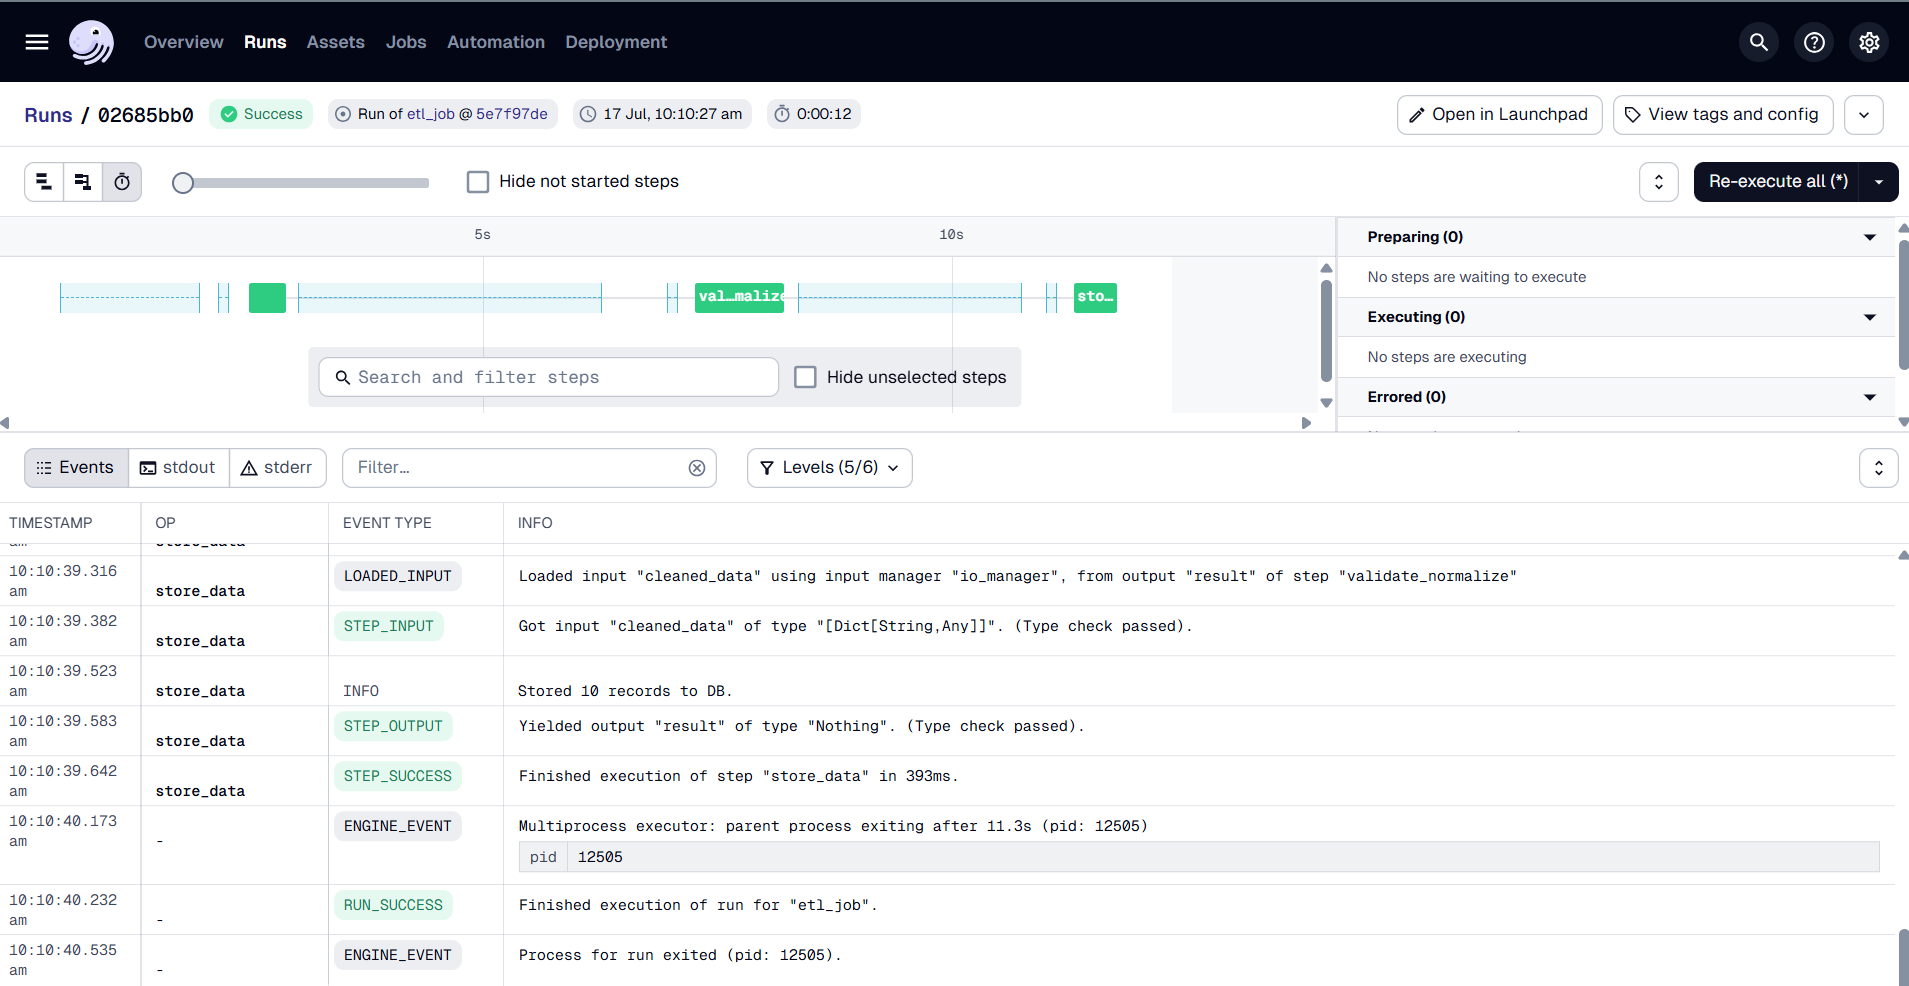 Overview Runs Assets Jobs Automation Deployment
Runs / 02685bb0 Success Run of etl_job @ 5e7f97de 17 Jul, 10:10:27 am 0:00:12 Open in Launchpad View tags and config
Hide not started steps Re-execute all (*)
5s 10s
Preparing (0)
No steps are waiting to execute
Executing (0)
No steps are executing
Errored (0)
val…malize sto…
Search and filter steps Hide unselected steps
Events stdout stderr Filter… Levels (5/6)
TIMESTAMP OP EVENT TYPE INFO
am store_data
10:10:39.316 am store_data LOADED_INPUT Loaded input "cleaned_data" using input manager "io_manager", from output "result" of step "validate_normalize"
10:10:39.382 am store_data STEP_INPUT Got input "cleaned_data" of type "[Dict[String,Any]]". (Type check passed).
10:10:39.523 am store_data INFO Stored 10 records to DB.
10:10:39.583 am store_data STEP_OUTPUT Yielded output "result" of type "Nothing". (Type check passed).
10:10:39.642 am store_data STEP_SUCCESS Finished execution of step "store_data" in 393ms.
10:10:40.173 am - ENGINE_EVENT Multiprocess executor: parent process exiting after 11.3s (pid: 12505)
pid 12505
10:10:40.232 am - RUN_SUCCESS Finished execution of run for "etl_job".
10:10:40.535 am - ENGINE_EVENT Process for run exited (pid: 12505).